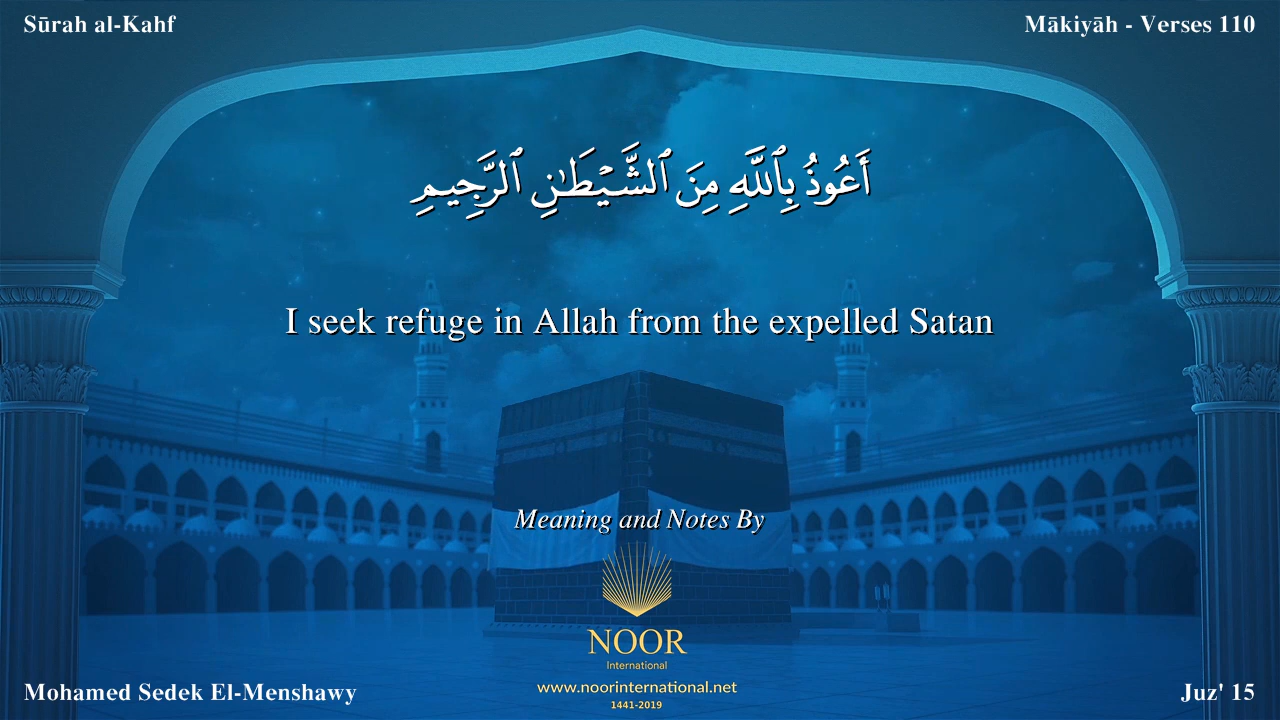 Sūrah al-Kahf
Mākiyāh - Verses 110
أَعُوذُ بِٱللَّهِ مِنَ ٱلشَّيْطَٰنِ ٱلرَّجِيمِ
I seek refuge in Allah from the expelled Satan
Meaning and Notes By
NOOR
International
www.noorinternational.net
1441-2019
Mohamed Sedek El-Menshawy
Juz' 15